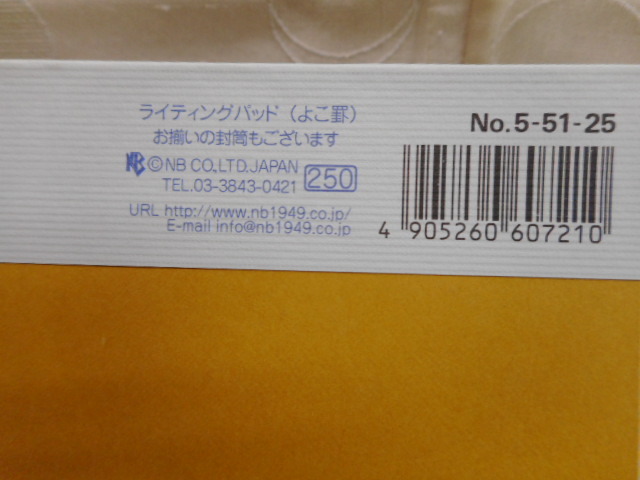 ライティングパッド（よこ罫）
お揃いの封筒もございます
NB ©NB CO.,LTD.JAPAN
TEL.03-3843-0421 250
URL http://www.nb1949.co.jp/
E-mail info@nb1949.co.jp
No.5-51-25
4 905260 607210